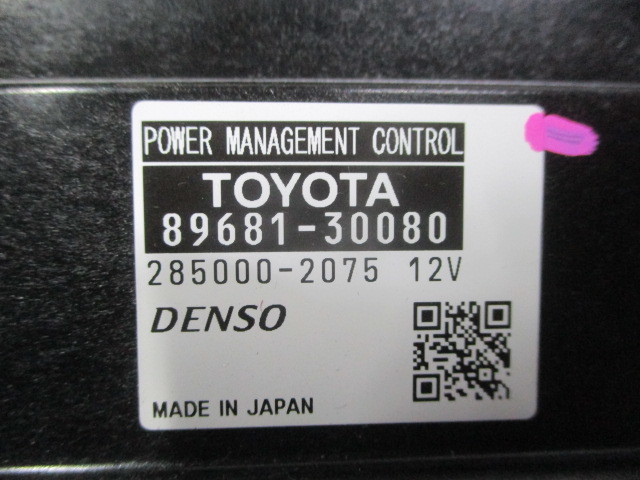 POWER MANAGEMENT CONTROL
TOYOTA
89681-30080
285000-2075 12V
DENSO
MADE IN JAPAN